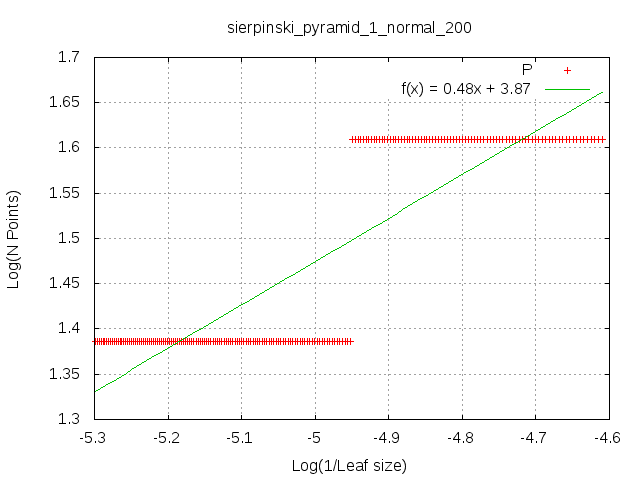 sierpinski_pyramid_1_normal_200
1.7
P
1.65
f(x) = 0.48x + 3.87
1.6
1.55
1.5
1.45
1.4
1.35
1.3
Log(N Points)
-5.3 -5.2 -5.1 -5 -4.9 -4.8 -4.7 -4.6
Log(1/Leaf size)